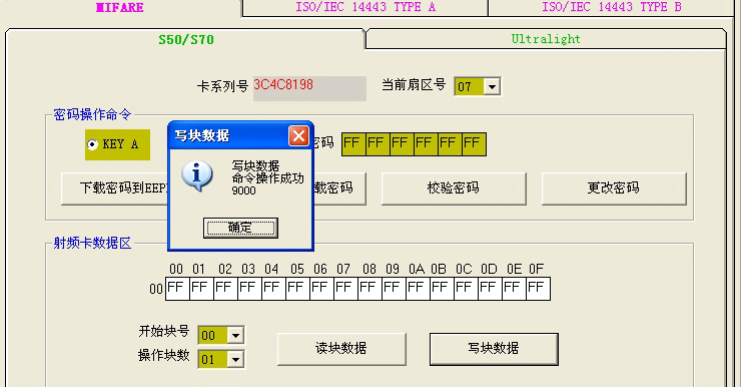 MIFARE ISO/IEC 14443 TYPE A ISO/IEC 14443 TYPE B
S50/S70 Ultralight
卡系列号 3C4C8198 当前扇区号 07
密码操作命令
写块数据
KEY A 密码 FF FF FF FF FF FF
写块数据
命令操作成功
9000
下载密码到EEP 载密码 校验密码 更改密码
确定
射频卡数据区
00 01 02 03 04 05 06 07 08 09 0A 0B 0C 0D 0E 0F
00 FF FF FF FF FF FF FF FF FF FF FF FF FF FF FF FF
开始块号 00 读块数据 写块数据
操作块数 01